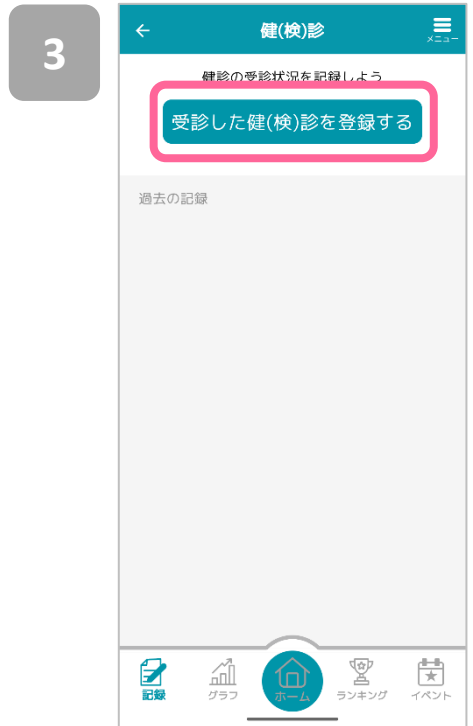 3
健(検)診
メニュー
健診の受診状況を記録しよう
受診した健(検)診を登録する
過去の記録
記録
グラフ
ホーム
ランキング
イベント